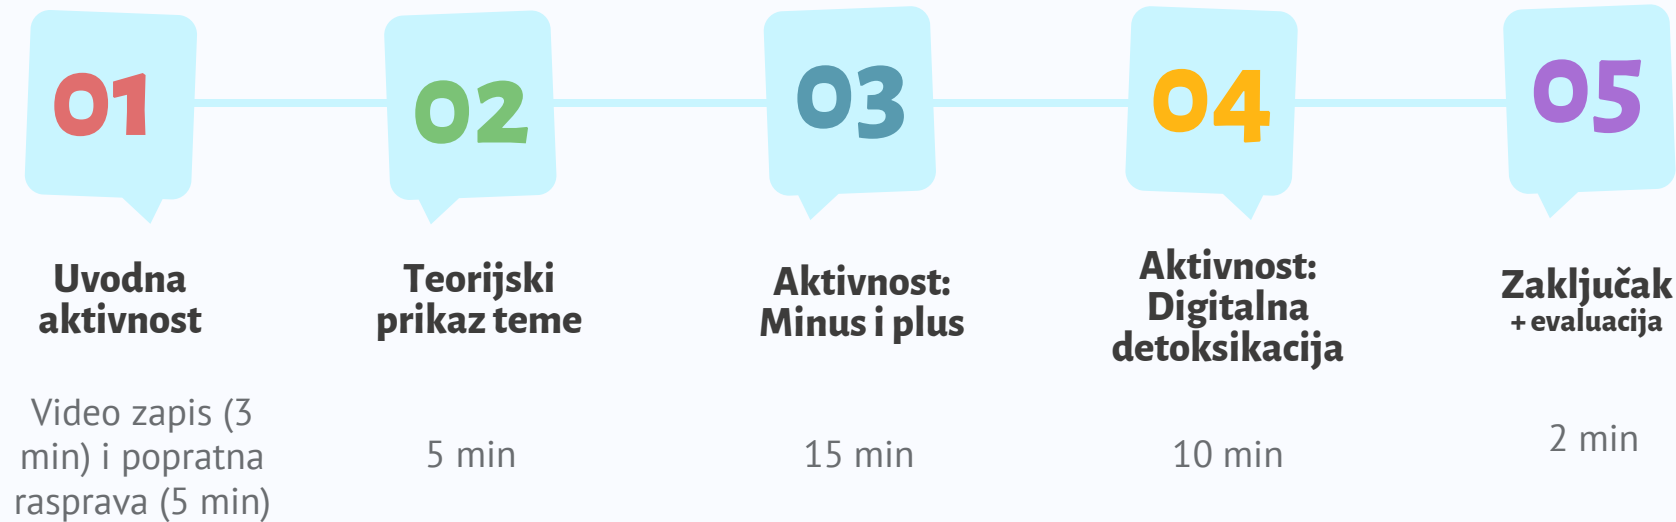 01
Uvodna
aktivnost
Video zapis (3
min) i popratna
rasprava (5 min)
02
Teorijski
prikaz teme
5 min
03
Aktivnost:
Minus i plus
15 min
04
Aktivnost:
Digitalna
detoksikacija
10 min
05
Zaključak
+ evaluacija
2 min